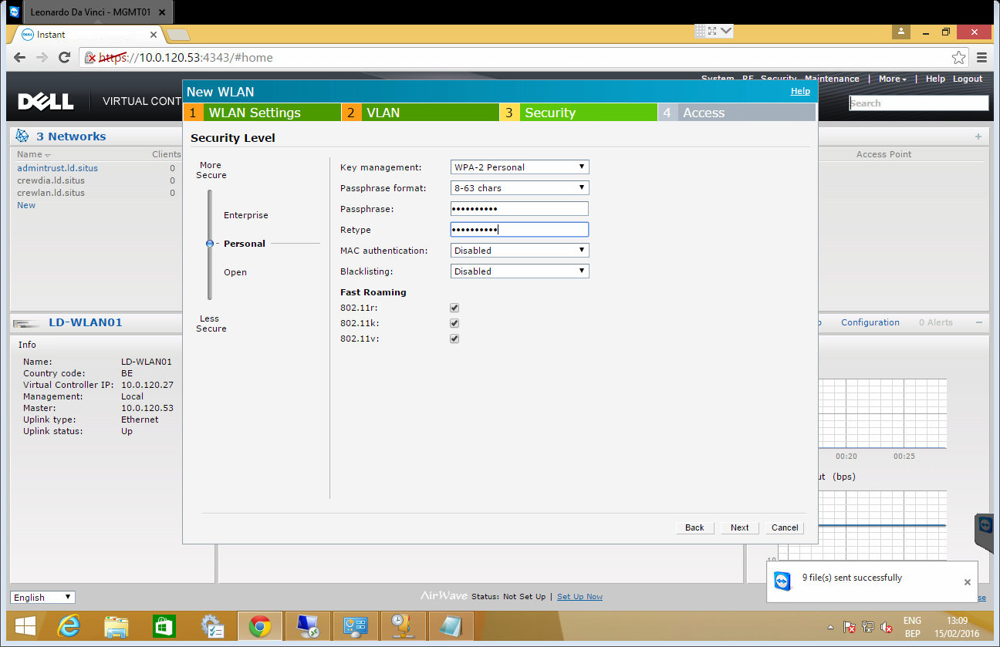 Leonardo Da Vinci - MGMT01 ×
Instant ×
https://10.0.120.53:4343/#home
DELL
VIRTUAL CONT
System RF Security Maintenance | More | Help Logout
Search
New WLAN
Help
1 WLAN Settings 2 VLAN 3 Security 4 Access
3 Networks
Name Clients
admintrust.ld.situs 0
crewdia.ld.situs 0
crewlan.ld.situs 0
New
Access Point
Security Level
More
Secure
Enterprise
Personal
Open
Less
Secure
Key management: WPA-2 Personal
Passphrase format: 8-63 chars
Passphrase: ••••••••••
Retype ••••••••••
MAC authentication: Disabled
Blacklisting: Disabled
Fast Roaming
802.11r:
802.11k:
802.11v:
Back Next Cancel
LD-WLAN01
Configuration 0 Alerts
Info
Name: LD-WLAN01
Country code: BE
Virtual Controller IP: 10.0.120.27
Management: Local
Master: 10.0.120.53
Uplink type: Ethernet
Uplink status: Up
00:20 00:25
ut (bps)
10
9 file(s) sent successfully
English
AirWave Status: Not Set Up | Set Up Now
se
ENG
BEP
13:09
15/02/2016